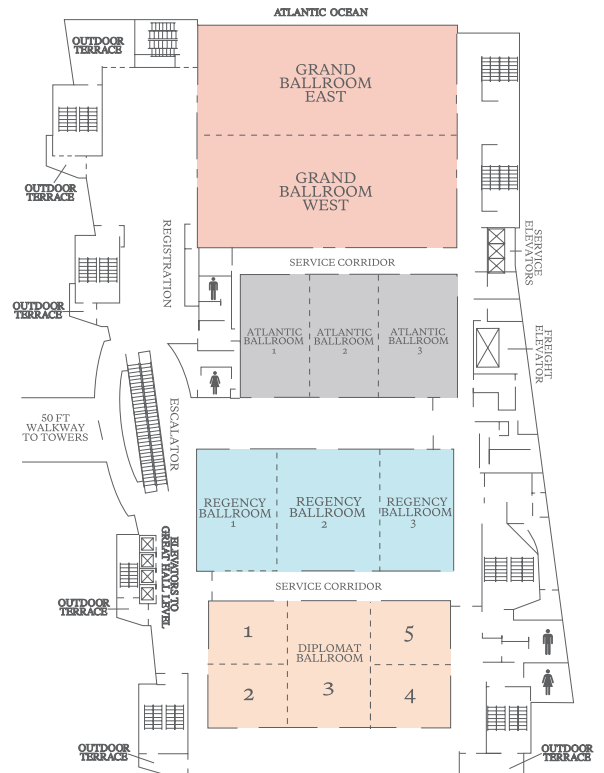 ATLANTIC OCEAN
OUTDOOR
TERRACE
GRAND
BALLROOM
EAST
GRAND
BALLROOM
WEST
OUTDOOR
TERRACE
REGISTRATION
SERVICE
ELEVATORS
SERVICE CORRIDOR
OUTDOOR
TERRACE
ATLANTIC
BALLROOM
1
ATLANTIC
BALLROOM
2
ATLANTIC
BALLROOM
3
FREIGHT
ELEVATOR
50 FT
WALKWAY
TO TOWERS
ESCALATOR
REGENCY
BALLROOM
1
REGENCY
BALLROOM
2
REGENCY
BALLROOM
3
ELEVATORS TO
GREAT HALL LEVEL
SERVICE CORRIDOR
OUTDOOR
TERRACE
1
DIPLOMAT
BALLROOM
5
2
3
4
OUTDOOR
TERRACE
OUTDOOR
TERRACE